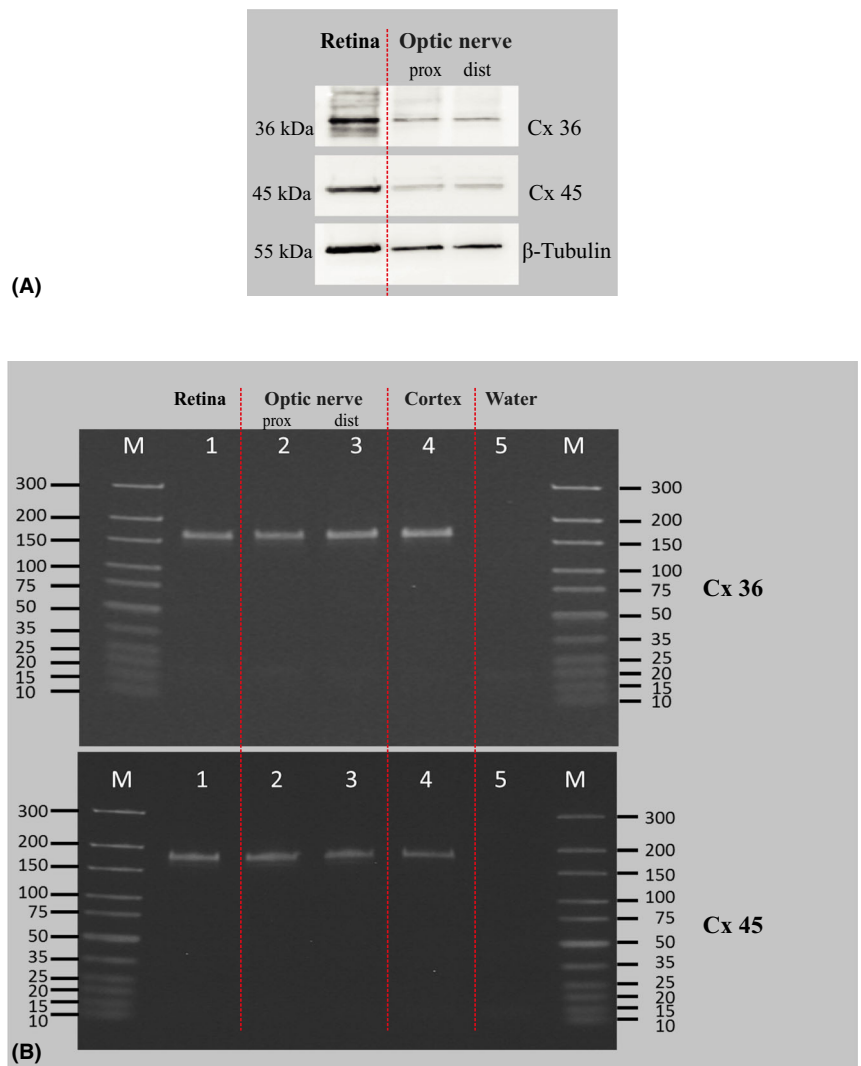 Retina Optic nerve
prox dist
36 kDa Cx 36
45 kDa Cx 45
55 kDa β-Tubulin
(A)
Retina Optic nerve Cortex Water
prox dist
M 1 2 3 4 5 M
300 300
200 200
150 150
100 100
75 75
Cx 36
50 50
35 35
25 25
20 20
15 15
10 10
M 1 2 3 4 5 M
300 300
200 200
150 150
100 100
75 75
Cx 45
50 50
35 35
25 25
20 20
15 15
10 10
(B)